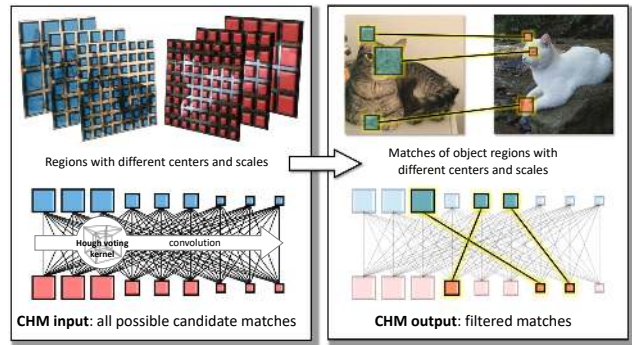 Regions with different centers and scales
Hough voting
kernel
convolution
CHM input: all possible candidate matches
Matches of object regions with
different centers and scales
CHM output: filtered matches